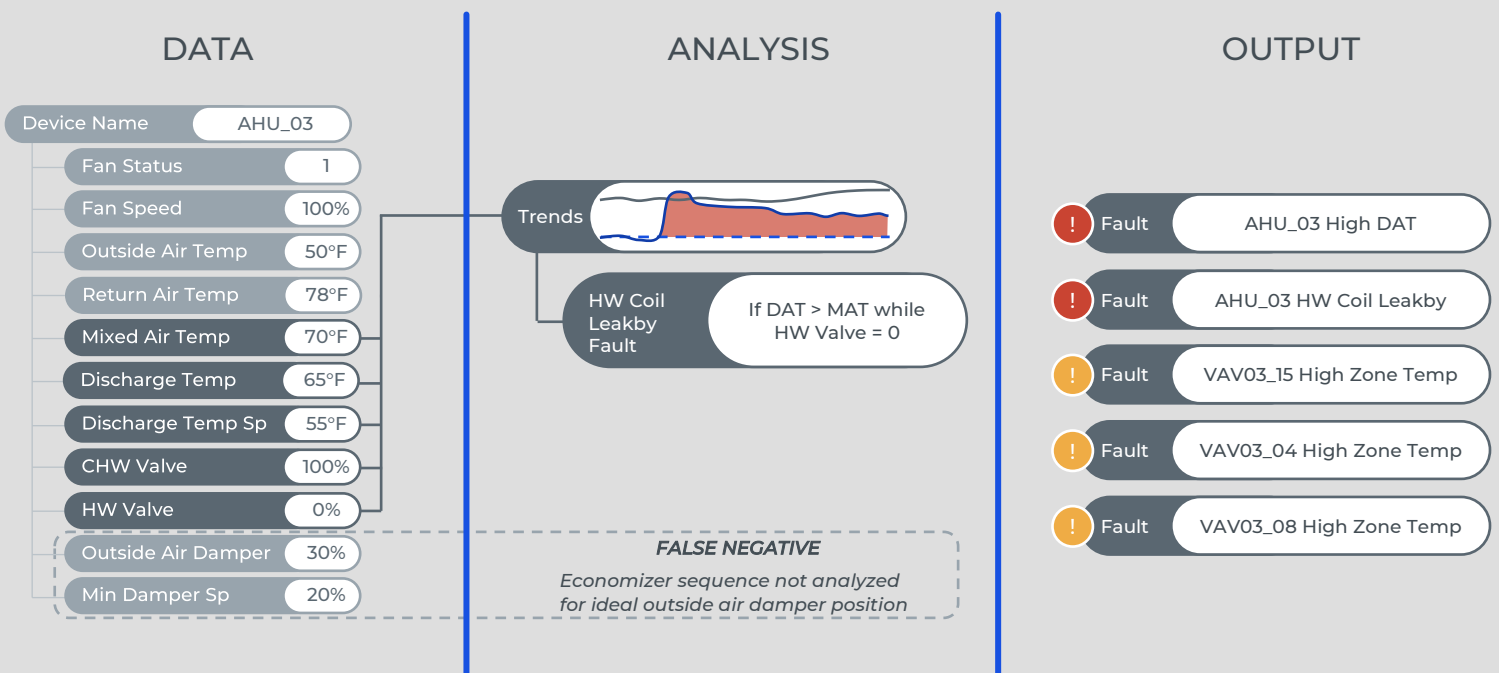 DATA
Device Name AHU_03
Fan Status 1
Fan Speed 100%
Outside Air Temp 50°F
Return Air Temp 78°F
Mixed Air Temp 70°F
Discharge Temp 65°F
Discharge Temp Sp 55°F
CHW Valve 100%
HW Valve 0%
Outside Air Damper 30%
Min Damper Sp 20%
ANALYSIS
Trends
HW Coil
Leakby
Fault
If DAT > MAT while
HW Valve = 0
FALSE NEGATIVE
Economizer sequence not analyzed
for ideal outside air damper position
OUTPUT
! Fault AHU_03 High DAT
! Fault AHU_03 HW Coil Leakby
! Fault VAV03_15 High Zone Temp
! Fault VAV03_04 High Zone Temp
! Fault VAV03_08 High Zone Temp